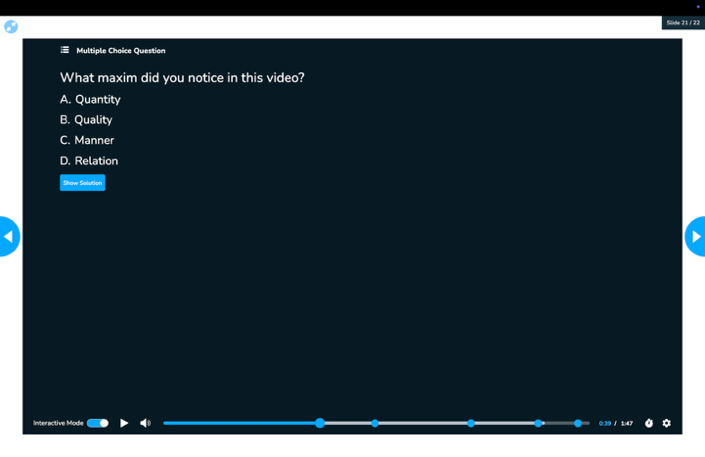 Slide 21 / 22
Multiple Choice Question
What maxim did you notice in this video?
A. Quantity
B. Quality
C. Manner
D. Relation
Show Solution
Interactive Mode
0:39 / 1:47